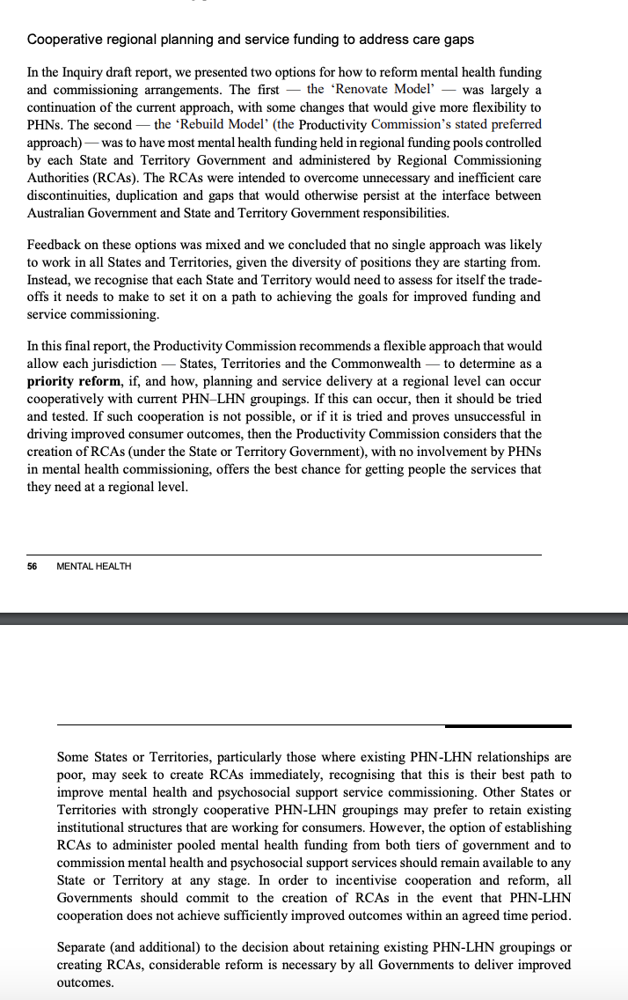 Cooperative regional planning and service funding to address care gaps
In the Inquiry draft report, we presented two options for how to reform mental health funding
and commissioning arrangements. The first — the ‘Renovate Model’ — was largely a
continuation of the current approach, with some changes that would give more flexibility to
PHNs. The second — the ‘Rebuild Model’ (the Productivity Commission’s stated preferred
approach) — was to have most mental health funding held in regional funding pools controlled
by each State and Territory Government and administered by Regional Commissioning
Authorities (RCAs). The RCAs were intended to overcome unnecessary and inefficient care
discontinuities, duplication and gaps that would otherwise persist at the interface between
Australian Government and State and Territory Government responsibilities.
Feedback on these options was mixed and we concluded that no single approach was likely
to work in all States and Territories, given the diversity of positions they are starting from.
Instead, we recognise that each State and Territory would need to assess for itself the trade-
offs it needs to make to set it on a path to achieving the goals for improved funding and
service commissioning.
In this final report, the Productivity Commission recommends a flexible approach that would
allow each jurisdiction — States, Territories and the Commonwealth — to determine as a
priority reform, if, and how, planning and service delivery at a regional level can occur
cooperatively with current PHN–LHN groupings. If this can occur, then it should be tried
and tested. If such cooperation is not possible, or if it is tried and proves unsuccessful in
driving improved consumer outcomes, then the Productivity Commission considers that the
creation of RCAs (under the State or Territory Government), with no involvement by PHNs
in mental health commissioning, offers the best chance for getting people the services that
they need at a regional level.
56 MENTAL HEALTH
Some States or Territories, particularly those where existing PHN-LHN relationships are
poor, may seek to create RCAs immediately, recognising that this is their best path to
improve mental health and psychosocial support service commissioning. Other States or
Territories with strongly cooperative PHN-LHN groupings may prefer to retain existing
institutional structures that are working for consumers. However, the option of establishing
RCAs to administer pooled mental health funding from both tiers of government and to
commission mental health and psychosocial support services should remain available to any
State or Territory at any stage. In order to incentivise cooperation and reform, all
Governments should commit to the creation of RCAs in the event that PHN-LHN
cooperation does not achieve sufficiently improved outcomes within an agreed time period.
Separate (and additional) to the decision about retaining existing PHN-LHN groupings or
creating RCAs, considerable reform is necessary by all Governments to deliver improved
outcomes.